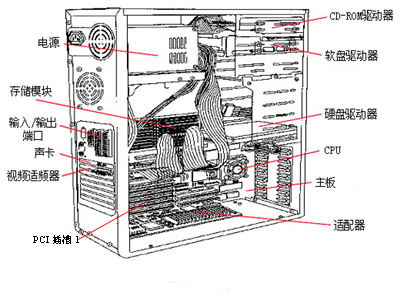 CD-ROM驱动器
电源
软盘驱动器
存储模块
硬盘驱动器
输入/输出
端口
CPU
声卡
视频适频器
主板
适配器
PCI 插槽 1